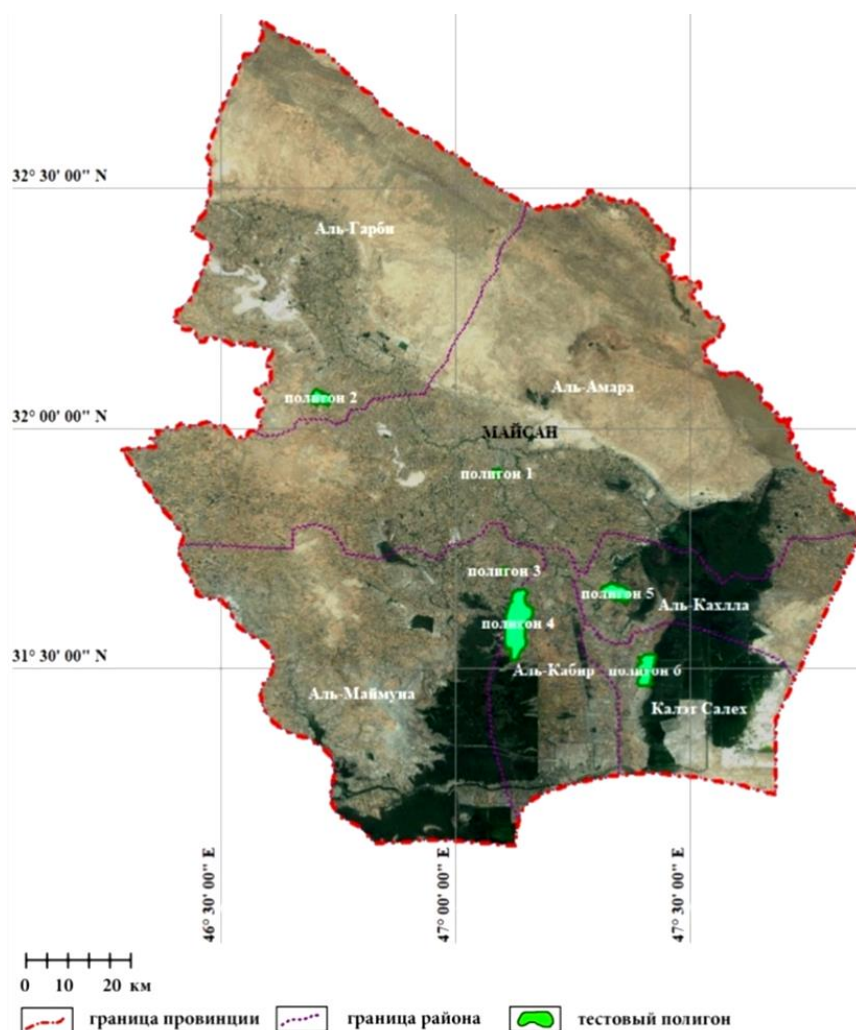 32° 30' 00" N
Аль-Гарби
Аль-Амара
полигон 2
32° 00' 00" N
МАЙСАН
полигон 1
полигон 3
полигон 5
Аль-Кахлла
полигон 4
31° 30' 00" N
Аль-Кабир
полигон 6
Аль-Маймуна
Калэт Салех
46° 30' 00" E
47° 00' 00" E
47° 30' 00" E
0 10 20 км
граница провинции
граница района
тестовый полигон